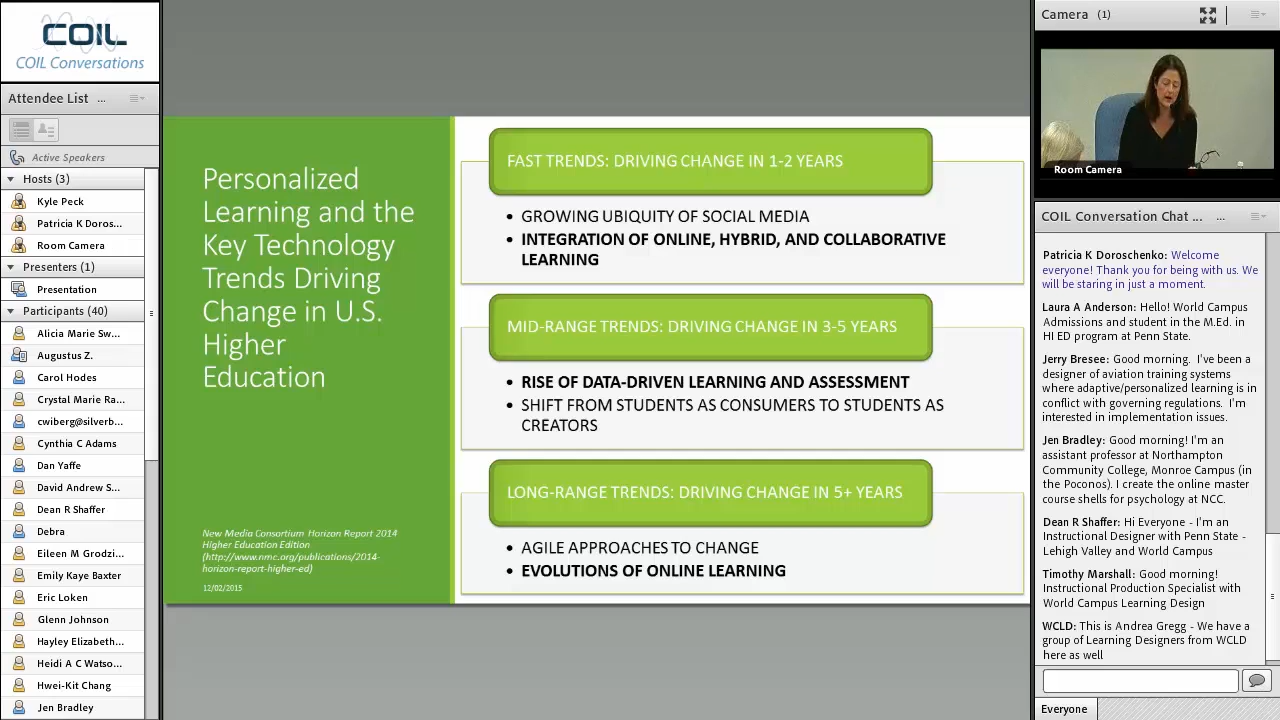 COIL
COIL Conversations
Attendee List ...
Active Speakers
Hosts (3)
Kyle Peck
Patricia K Doros...
Room Camera
Presenters (1)
Presentation
Participants (40)
Alicia Marie Sw...
Augustus Z.
Carol Hodes
Crystal Marie Ra...
cwiberg@silverb...
Cynthia C Adams
Dan Yaffe
David Andrew S...
Dean R Shaffer
Debra
Eileen M Grodzi...
Emily Kaye Baxter
Eric Loken
Glenn Johnson
Hayley Elizabeth...
Heidi A C Watso...
Hwei-Kit Chang
Jen Bradley
Personalized
Learning and the
Key Technology
Trends Driving
Change in U.S.
Higher
Education
New Media Consortium Horizon Report 2014
Higher Education Edition
(http://www.nmc.org/publications/2014-
horizon-report-higher-ed)
12/02/2015
FAST TRENDS: DRIVING CHANGE IN 1-2 YEARS
• GROWING UBIQUITY OF SOCIAL MEDIA
• INTEGRATION OF ONLINE, HYBRID, AND COLLABORATIVE
LEARNING
MID-RANGE TRENDS: DRIVING CHANGE IN 3-5 YEARS
• RISE OF DATA-DRIVEN LEARNING AND ASSESSMENT
• SHIFT FROM STUDENTS AS CONSUMERS TO STUDENTS AS
CREATORS
LONG-RANGE TRENDS: DRIVING CHANGE IN 5+ YEARS
• AGILE APPROACHES TO CHANGE
• EVOLUTIONS OF ONLINE LEARNING
Camera (1)
Room Camera
COIL Conversation Chat ... ...
Patricia K Doroschenko: Welcome
everyone! Thank you for being with us. We
will be staring in just a moment.
Laura A Anderson: Hello! World Campus
Admissions and student in the M.Ed. in
HI ED program at Penn State.
Jerry Bresee: Good morning. I've been a
designer of aviation training systems
where adaptive/personalized learning is in
conflict with governing regulations. I'm
interested in implementation issues.
Jen Bradley: Good morning! I'm an
assistant professor at Northampton
Community College, Monroe Campus (in
the Poconos). I create the online master
course shells for psychology at NCC.
Dean R Shaffer: Hi Everyone - I'm an
Instructional Designer with Penn State -
Lehigh Valley and World Campus
Timothy Marshall: Good morning!
Instructional Production Specialist with
World Campus Learning Design
WCLD: This is Andrea Gregg - We have a
group of Learning Designers from WCLD
here as well
Everyone